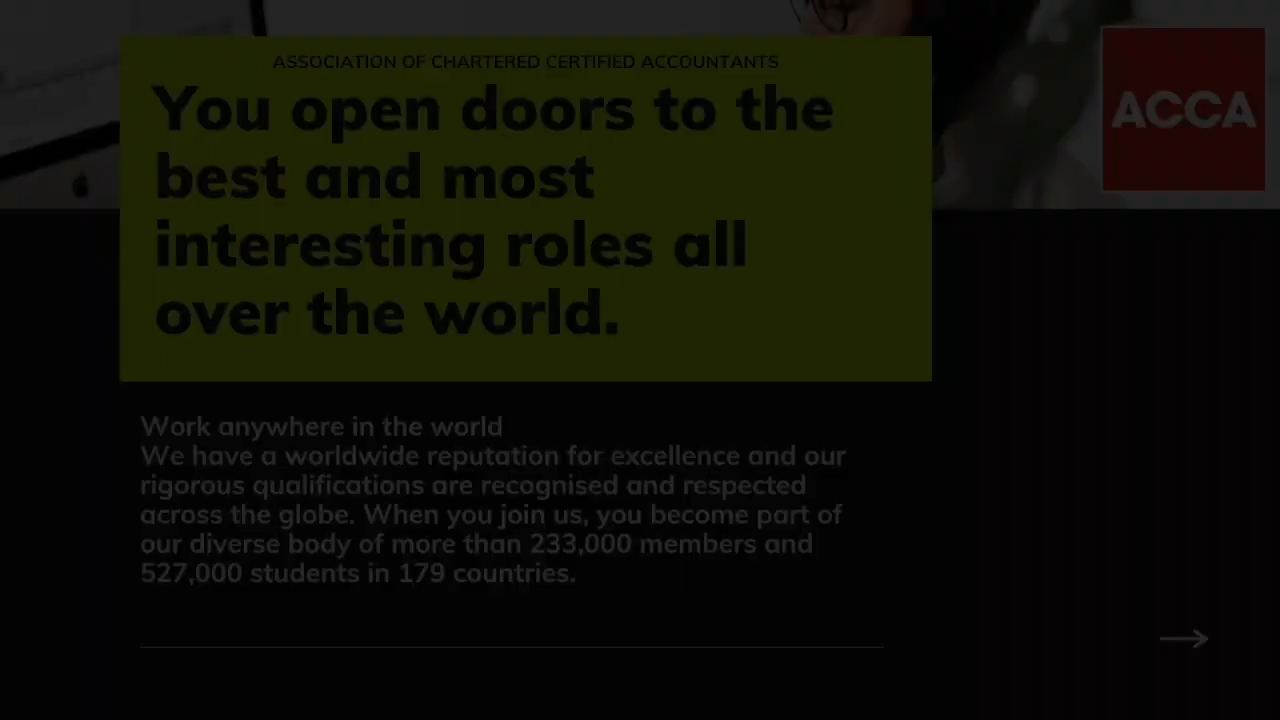 ASSOCIATION OF CHARTERED CERTIFIED ACCOUNTANTS
You open doors to the
best and most
interesting roles all
over the world.
ACCA
Work anywhere in the world
We have a worldwide reputation for excellence and our
rigorous qualifications are recognised and respected
across the globe. When you join us, you become part of
our diverse body of more than 233,000 members and
527,000 students in 179 countries.